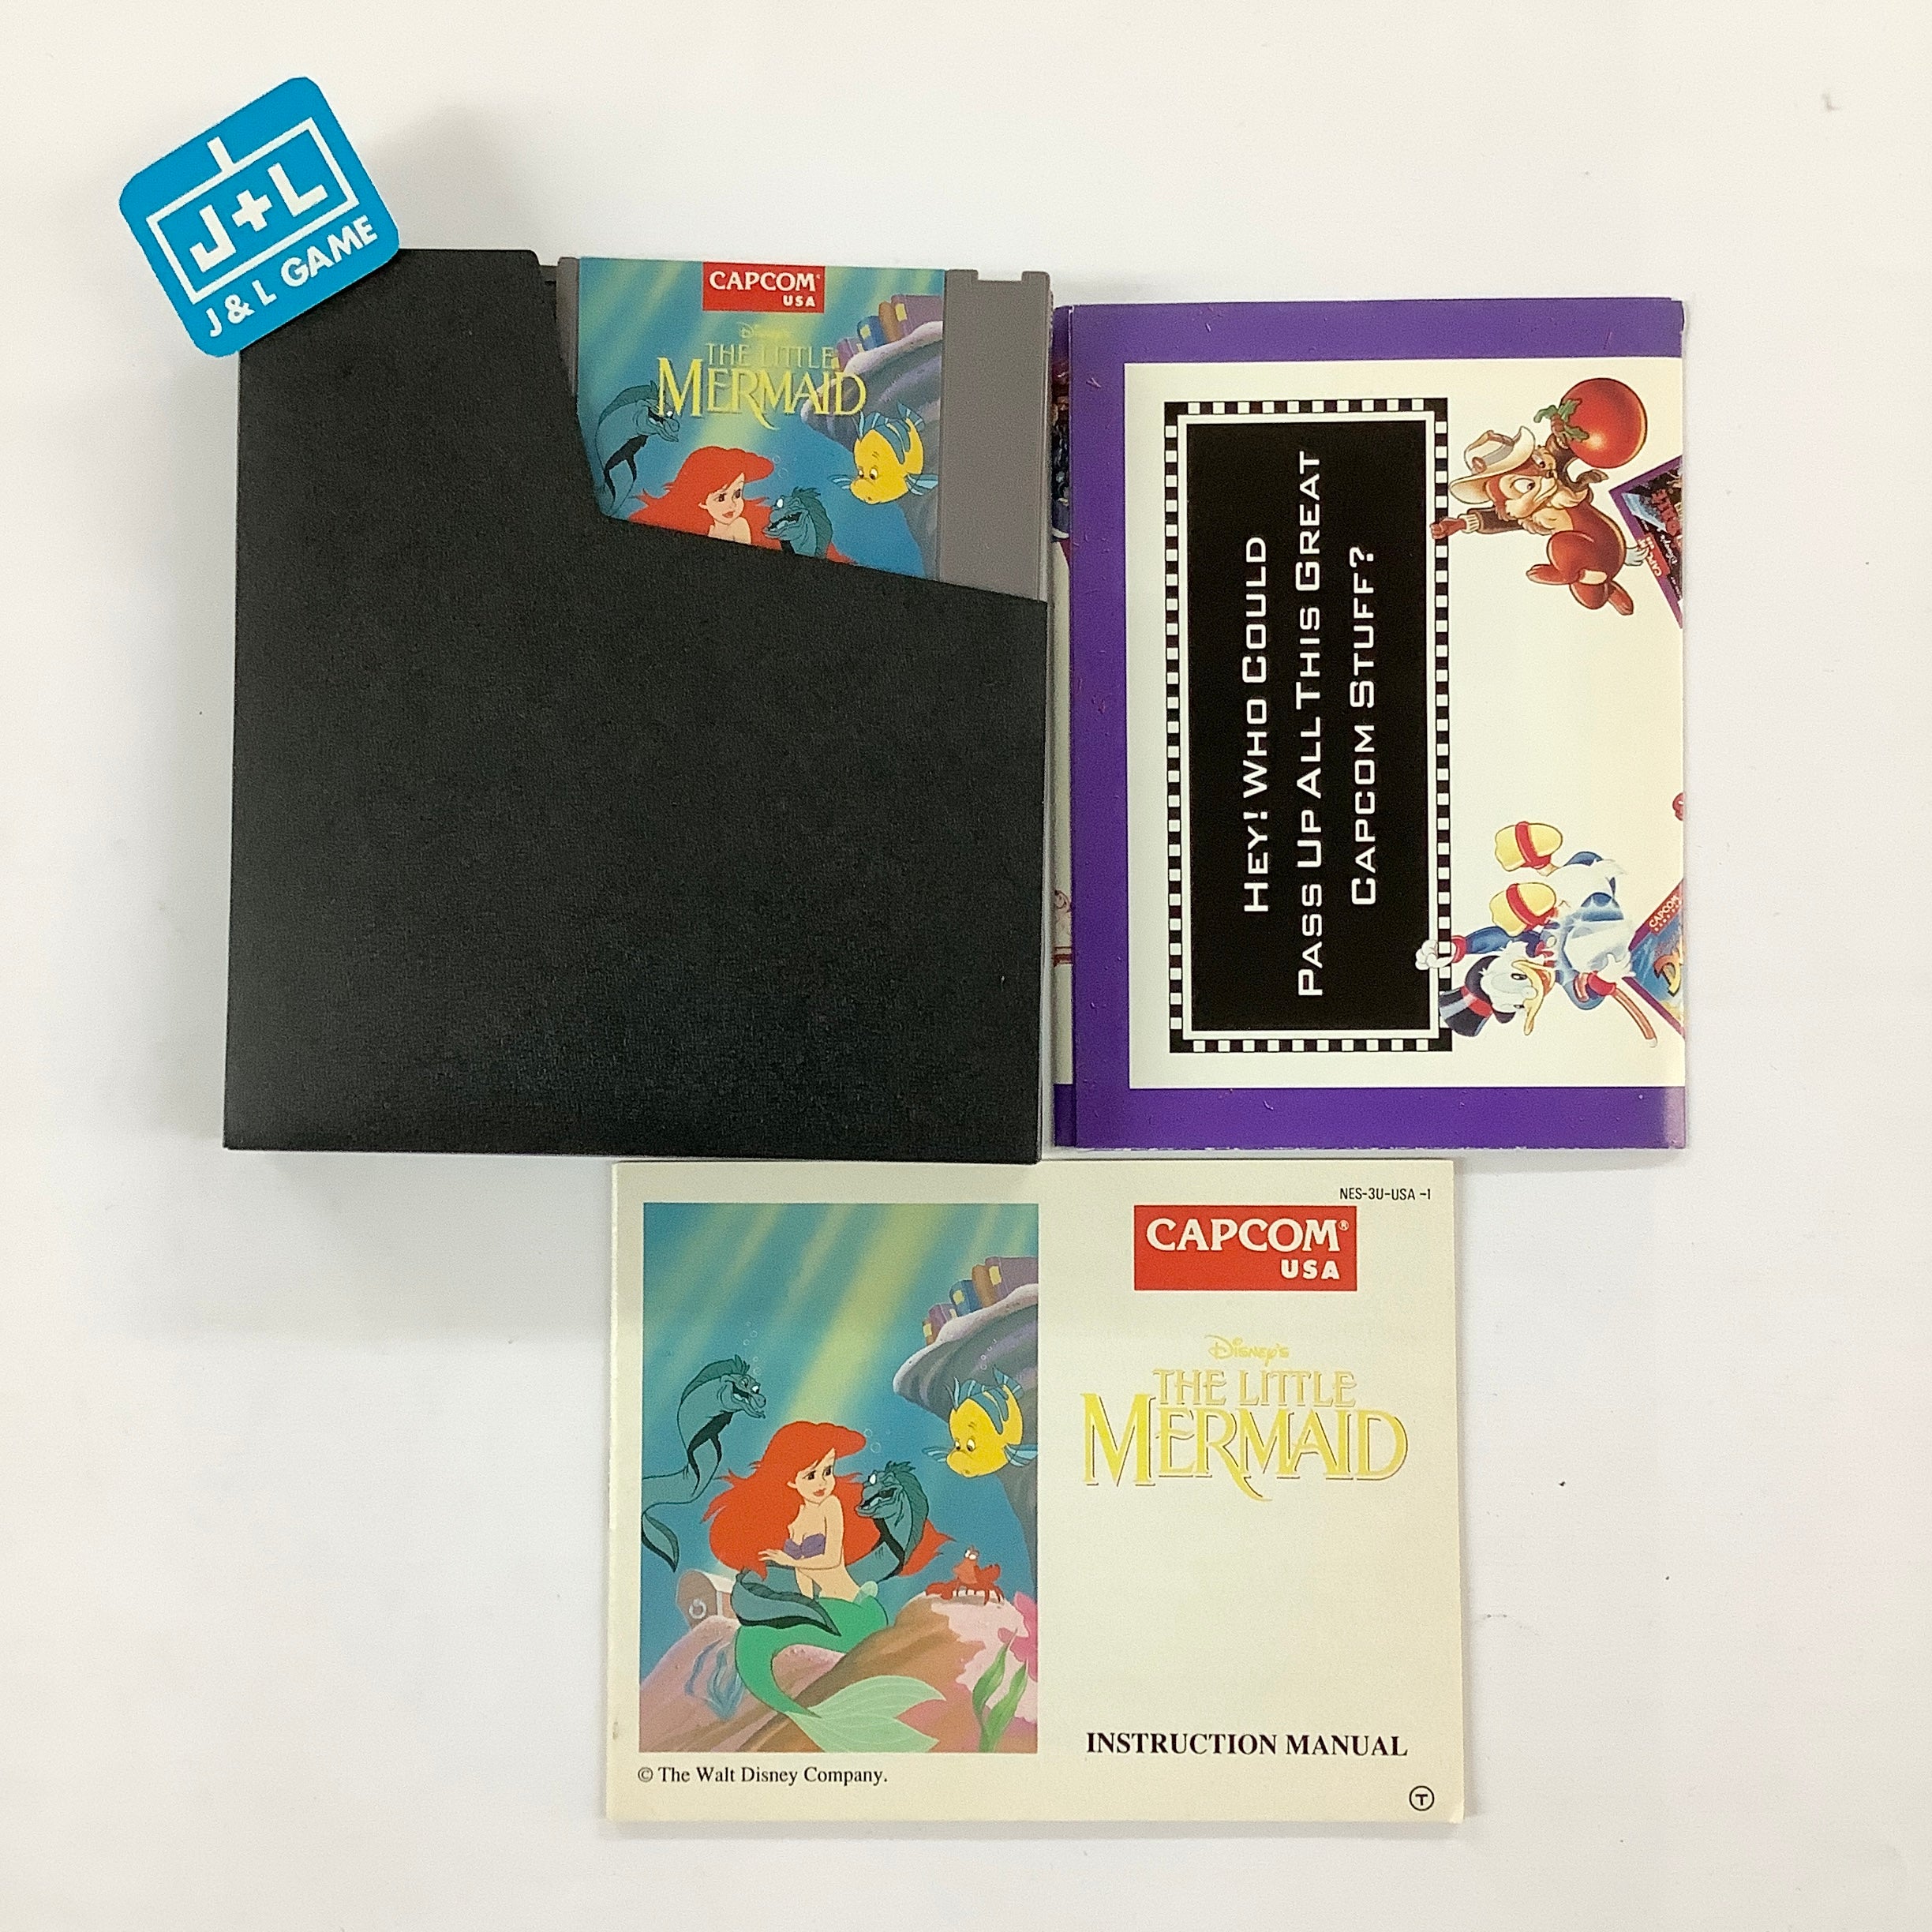 J+L
J & L GAME
CAPCOM®
USA
Disney's
THE LITTLE
MERMAID
HEY! WHO COULD
PASS UP ALL THIS GREAT
CAPCOM STUFF?
CAPCOM
NES-3U-USA -1
CAPCOM®
USA
Disney's
THE LITTLE
MERMAID
INSTRUCTION MANUAL
© The Walt Disney Company.
T